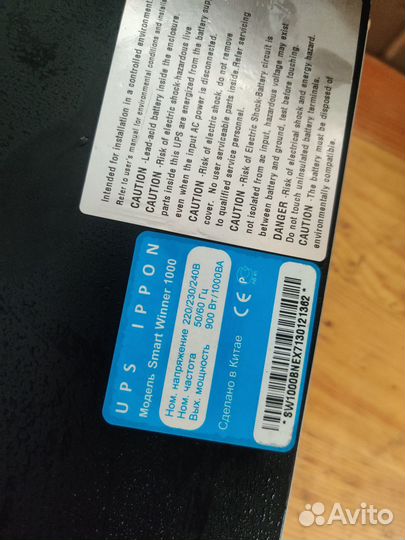 Intended for installation in a controlled environment.
Refer to user's manual for environmental conditions and
CAUTION -Lead-acid battery inside the enclosure.
CAUTION -Risk of electric shock-hazardous live
parts inside this UPS are energized from the battery
even when the input AC power is disconnected.
CAUTION -Risk of electric shock, do not remove
cover. No user serviceable parts inside. Refer servicing
to qualified service personnel.
CAUTION -Risk of Electric Shock-Battery circuit is
not isolated from ac input, hazardous voltage may exist
between battery and ground, test before touching.
DANGER -Risk of electric shock and energy hazard.
Do not touch uninsulated battery terminals.
CAUTION -The battery must be disposed of
environmentally compatible.
UPS IPPON
Модель Smart Winner 1000
Ном. напряжение 220/230/240В
Ном. частота 50/60 Гц
Вых. мощность 900 Вт/1000ВА
Сделано в Китае
CE
*SW1000BNEX7130121362*
Avito